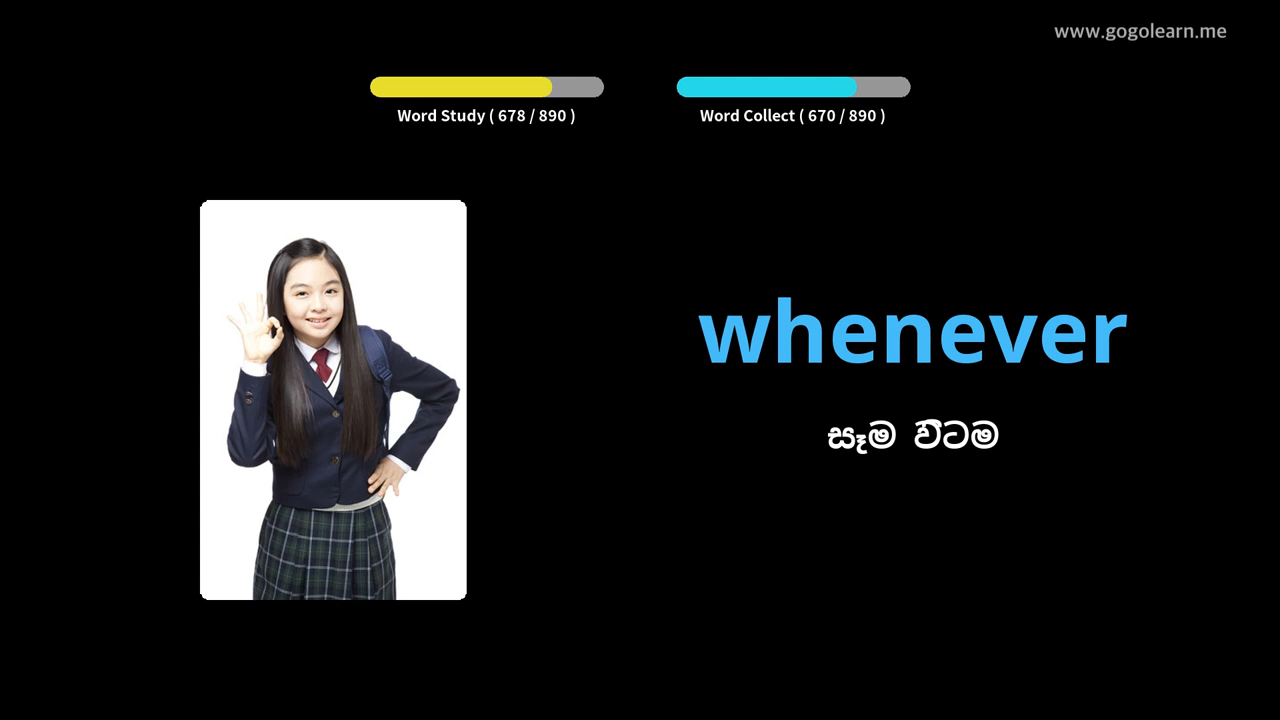 www.gogolearn.me
Word Study ( 678 / 890 )
Word Collect ( 670 / 890 )
whenever
සෑම විටම